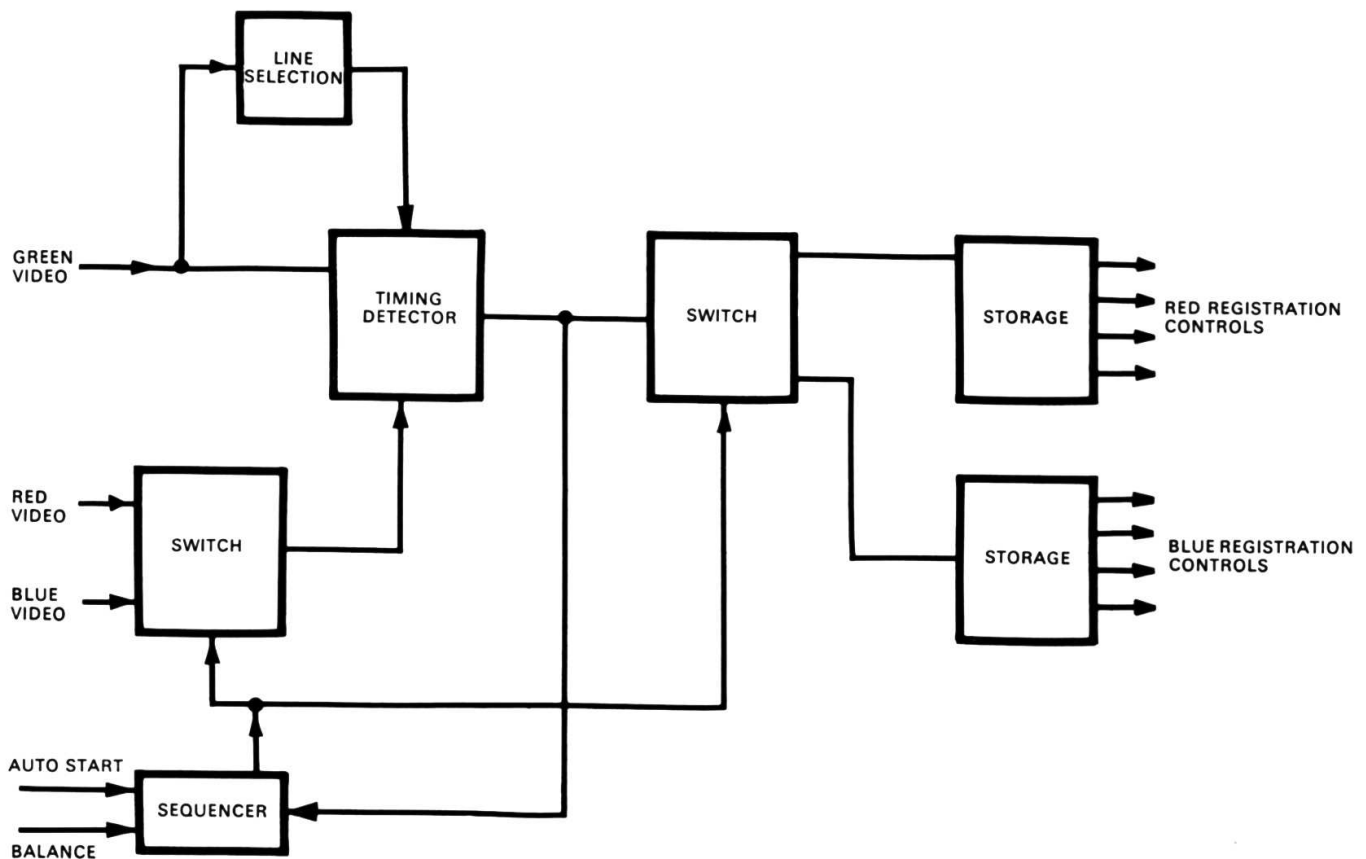 LINE
SELECTION
GREEN
VIDEO
TIMING
DETECTOR
SWITCH
STORAGE
RED REGISTRATION
CONTROLS
RED
VIDEO
SWITCH
BLUE
VIDEO
STORAGE
BLUE REGISTRATION
CONTROLS
AUTO START
SEQUENCER
BALANCE